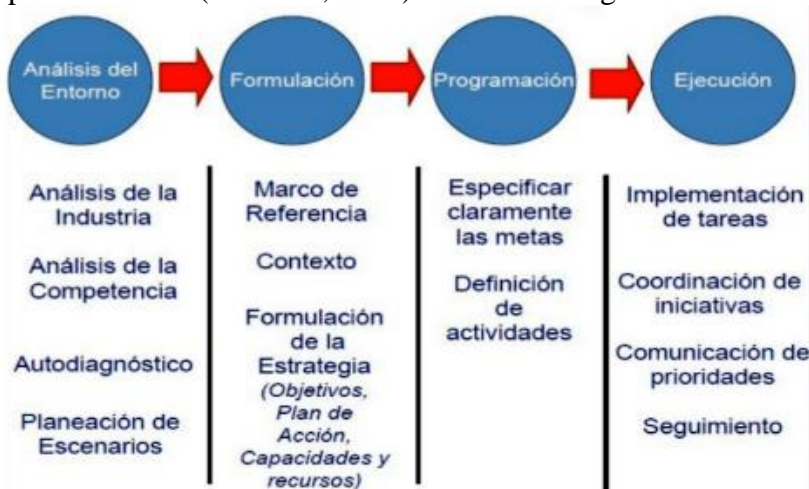 Análisis del
Entorno
Formulación
Programación
Ejecución
Análisis de la
Industria
Análisis de la
Competencia
Autodiagnóstico
Planeación de
Escenarios
Marco de
Referencia
Contexto
Formulación
de la
Estrategia
(Objetivos,
Plan de
Acción,
Capacidades y
recursos)
Especificar
claramente
las metas
Definición
de
actividades
Implementación
de tareas
Coordinación de
iniciativas
Comunicación de
prioridades
Seguimiento